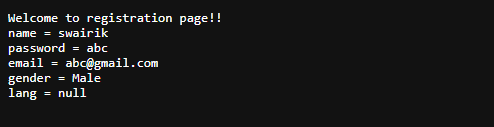 Welcome to registration page!!
name = swairik
password = abc
email = abc@gmail.com
gender = Male
lang = null